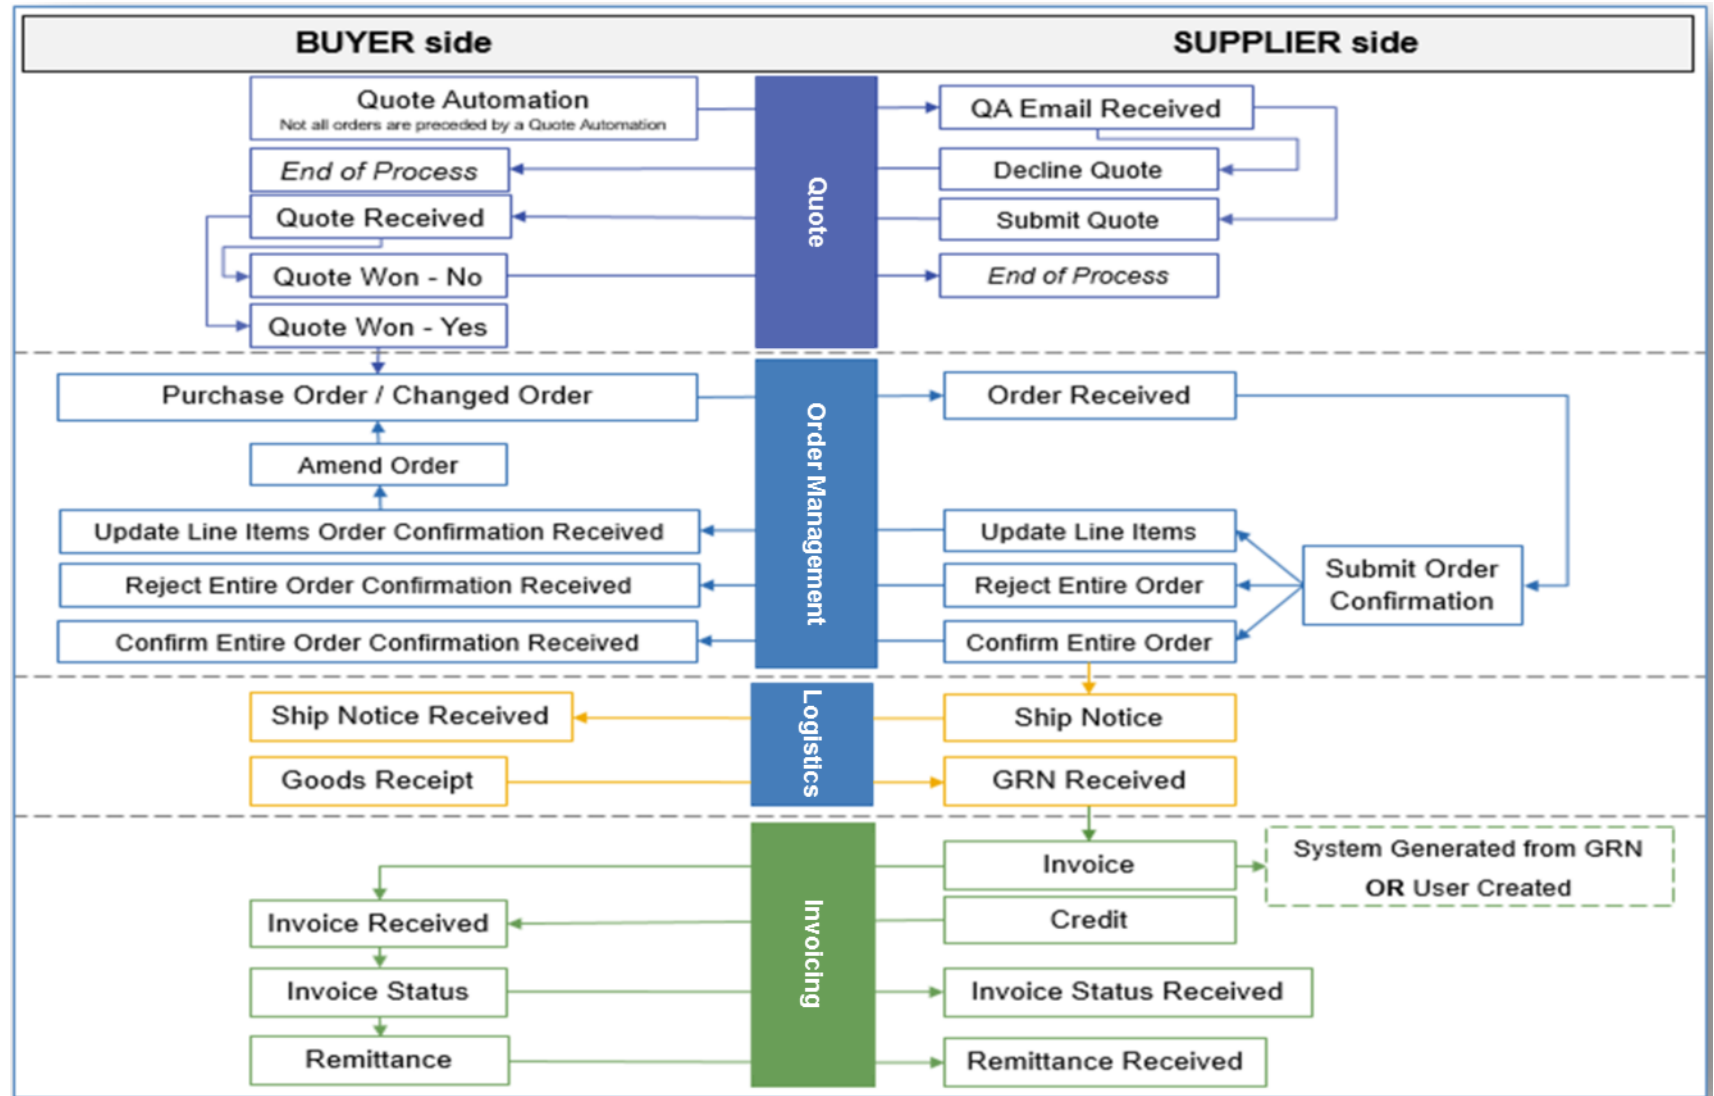 BUYER side
SUPPLIER side
Quote Automation
Not all orders are preceded by a Quote Automation
QA Email Received
End of Process
Decline Quote
Quote Received
Submit Quote
Quote Won - No
End of Process
Quote Won - Yes
Quote
Purchase Order / Changed Order
Order Received
Amend Order
Update Line Items Order Confirmation Received
Update Line Items
Reject Entire Order Confirmation Received
Reject Entire Order
Submit Order
Confirmation
Confirm Entire Order Confirmation Received
Confirm Entire Order
Order Management
Ship Notice Received
Ship Notice
Goods Receipt
GRN Received
Logistics
Invoice
System Generated from GRN
OR User Created
Invoice Received
Credit
Invoice Status
Invoice Status Received
Remittance
Remittance Received
Invoicing